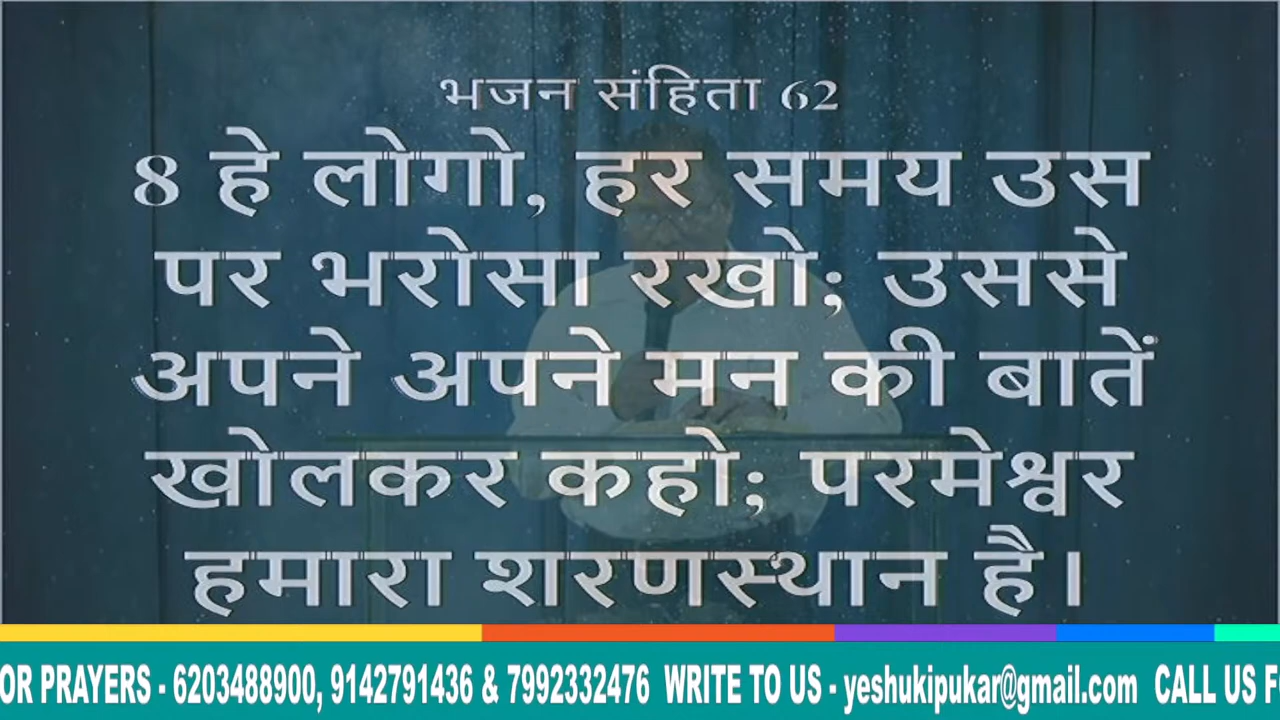 भजन संहिता 62
8 हे लोगो, हर समय उस
पर भरोसा रखो; उससे
अपने अपने मन की बातें
खोलकर कहो; परमेश्वर
हमारा शरणस्थान है।
OR PRAYERS - 6203488900, 9142791436 & 7992332476 WRITE TO US - yeshukipukar@gmail.com CALL US F